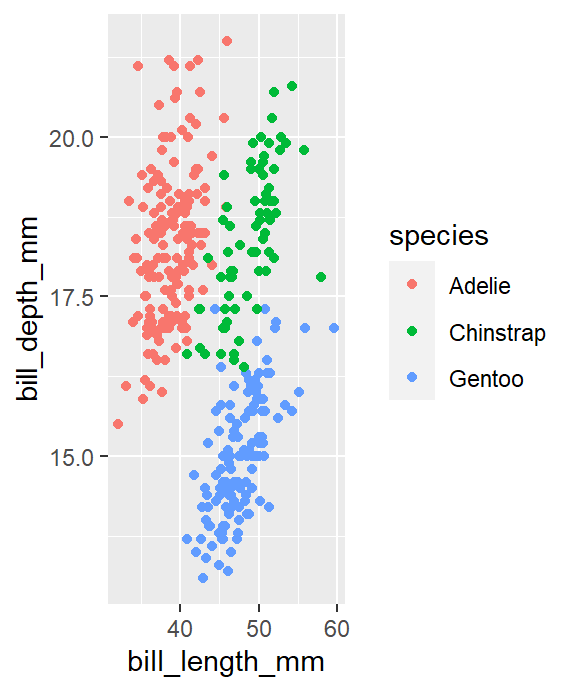 20.0
17.5
15.0
bill_depth_mm
40 50 60
bill_length_mm
species
Adelie
Chinstrap
Gentoo